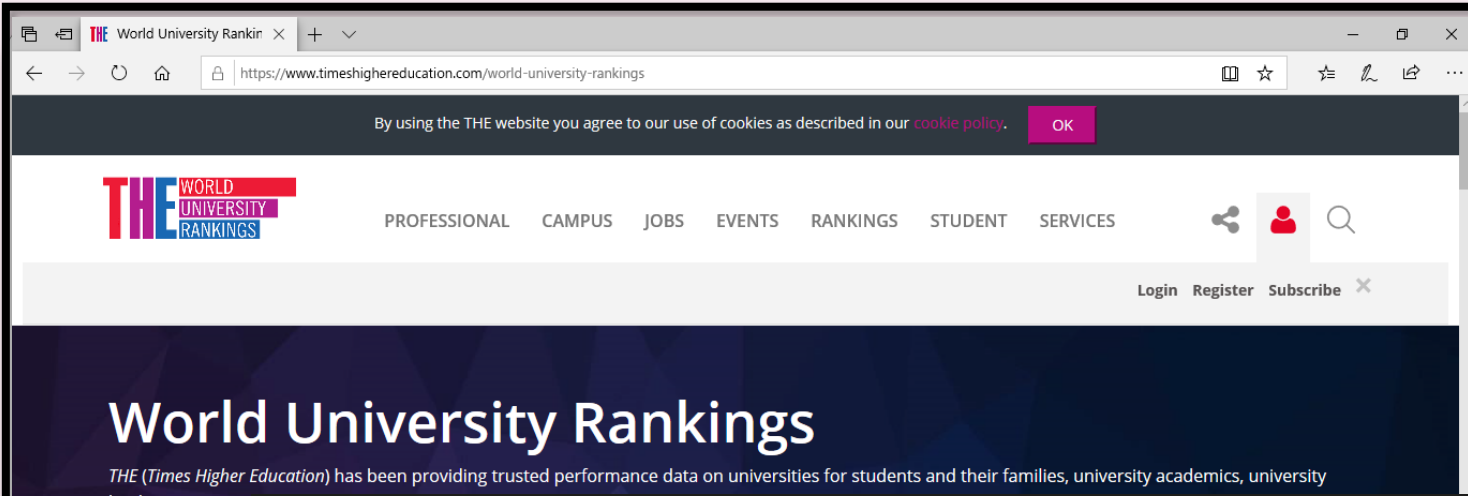 THE World University Rankin
https://www.timeshighereducation.com/world-university-rankings
By using the THE website you agree to our use of cookies as described in our cookie policy. OK
THE WORLD
UNIVERSITY
RANKINGS
PROFESSIONAL CAMPUS JOBS EVENTS RANKINGS STUDENT SERVICES
Login Register Subscribe
World University Rankings
THE (Times Higher Education) has been providing trusted performance data on universities for students and their families, university academics, university